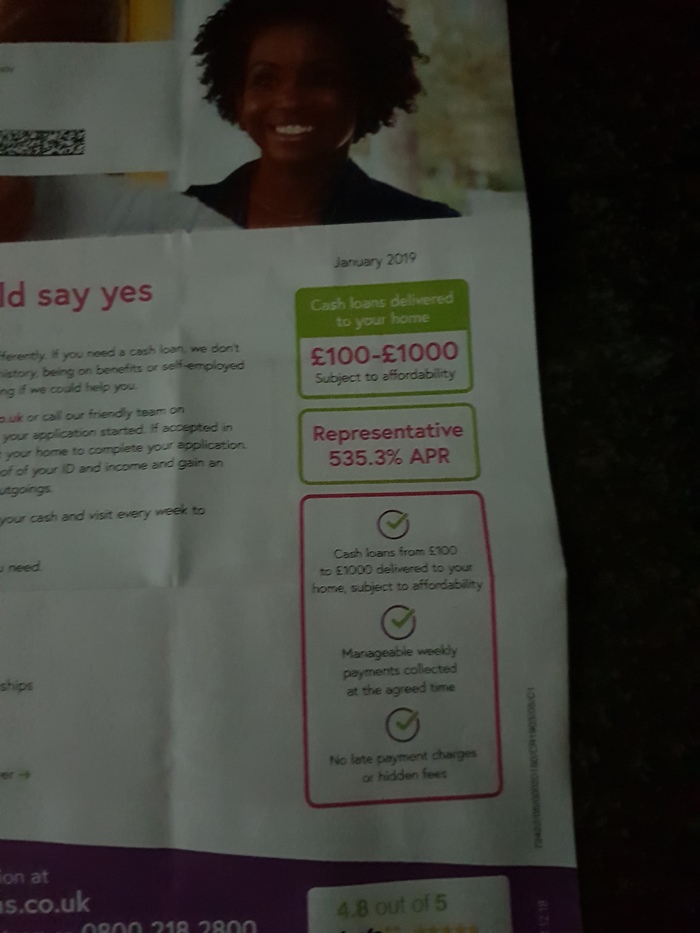 January 2019
ld say yes
Cash loans delivered
to your home
£100-£1000
Subject to affordability
fferently. If you need a cash loan, we don't
history, being on benefits or self-employed
ng if we could help you.
o.uk or call our friendly team on
your application started. If accepted in
your home to complete your application.
of of your ID and income and gain an
utgoings.
your cash and visit every week to
u need.
ships
er →
Representative
535.3% APR
Cash loans from £100
to £1000 delivered to your
home, subject to affordability
Manageable weekly
payments collected
at the agreed time
No late payment charges
or hidden fees
ion at
s.co.uk
0800 218 2800
4.8 out of 5
12.18